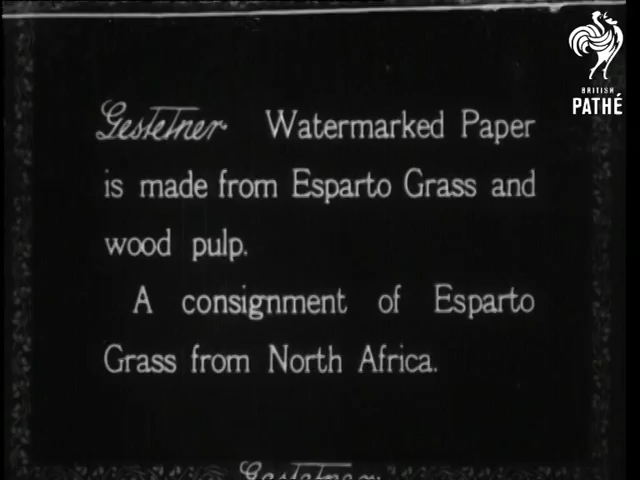 BRITISH
PATHÉ
Gestetner Watermarked Paper
is made from Esparto Grass and
wood pulp.
A consignment of Esparto
Grass from North Africa.
Gestetner